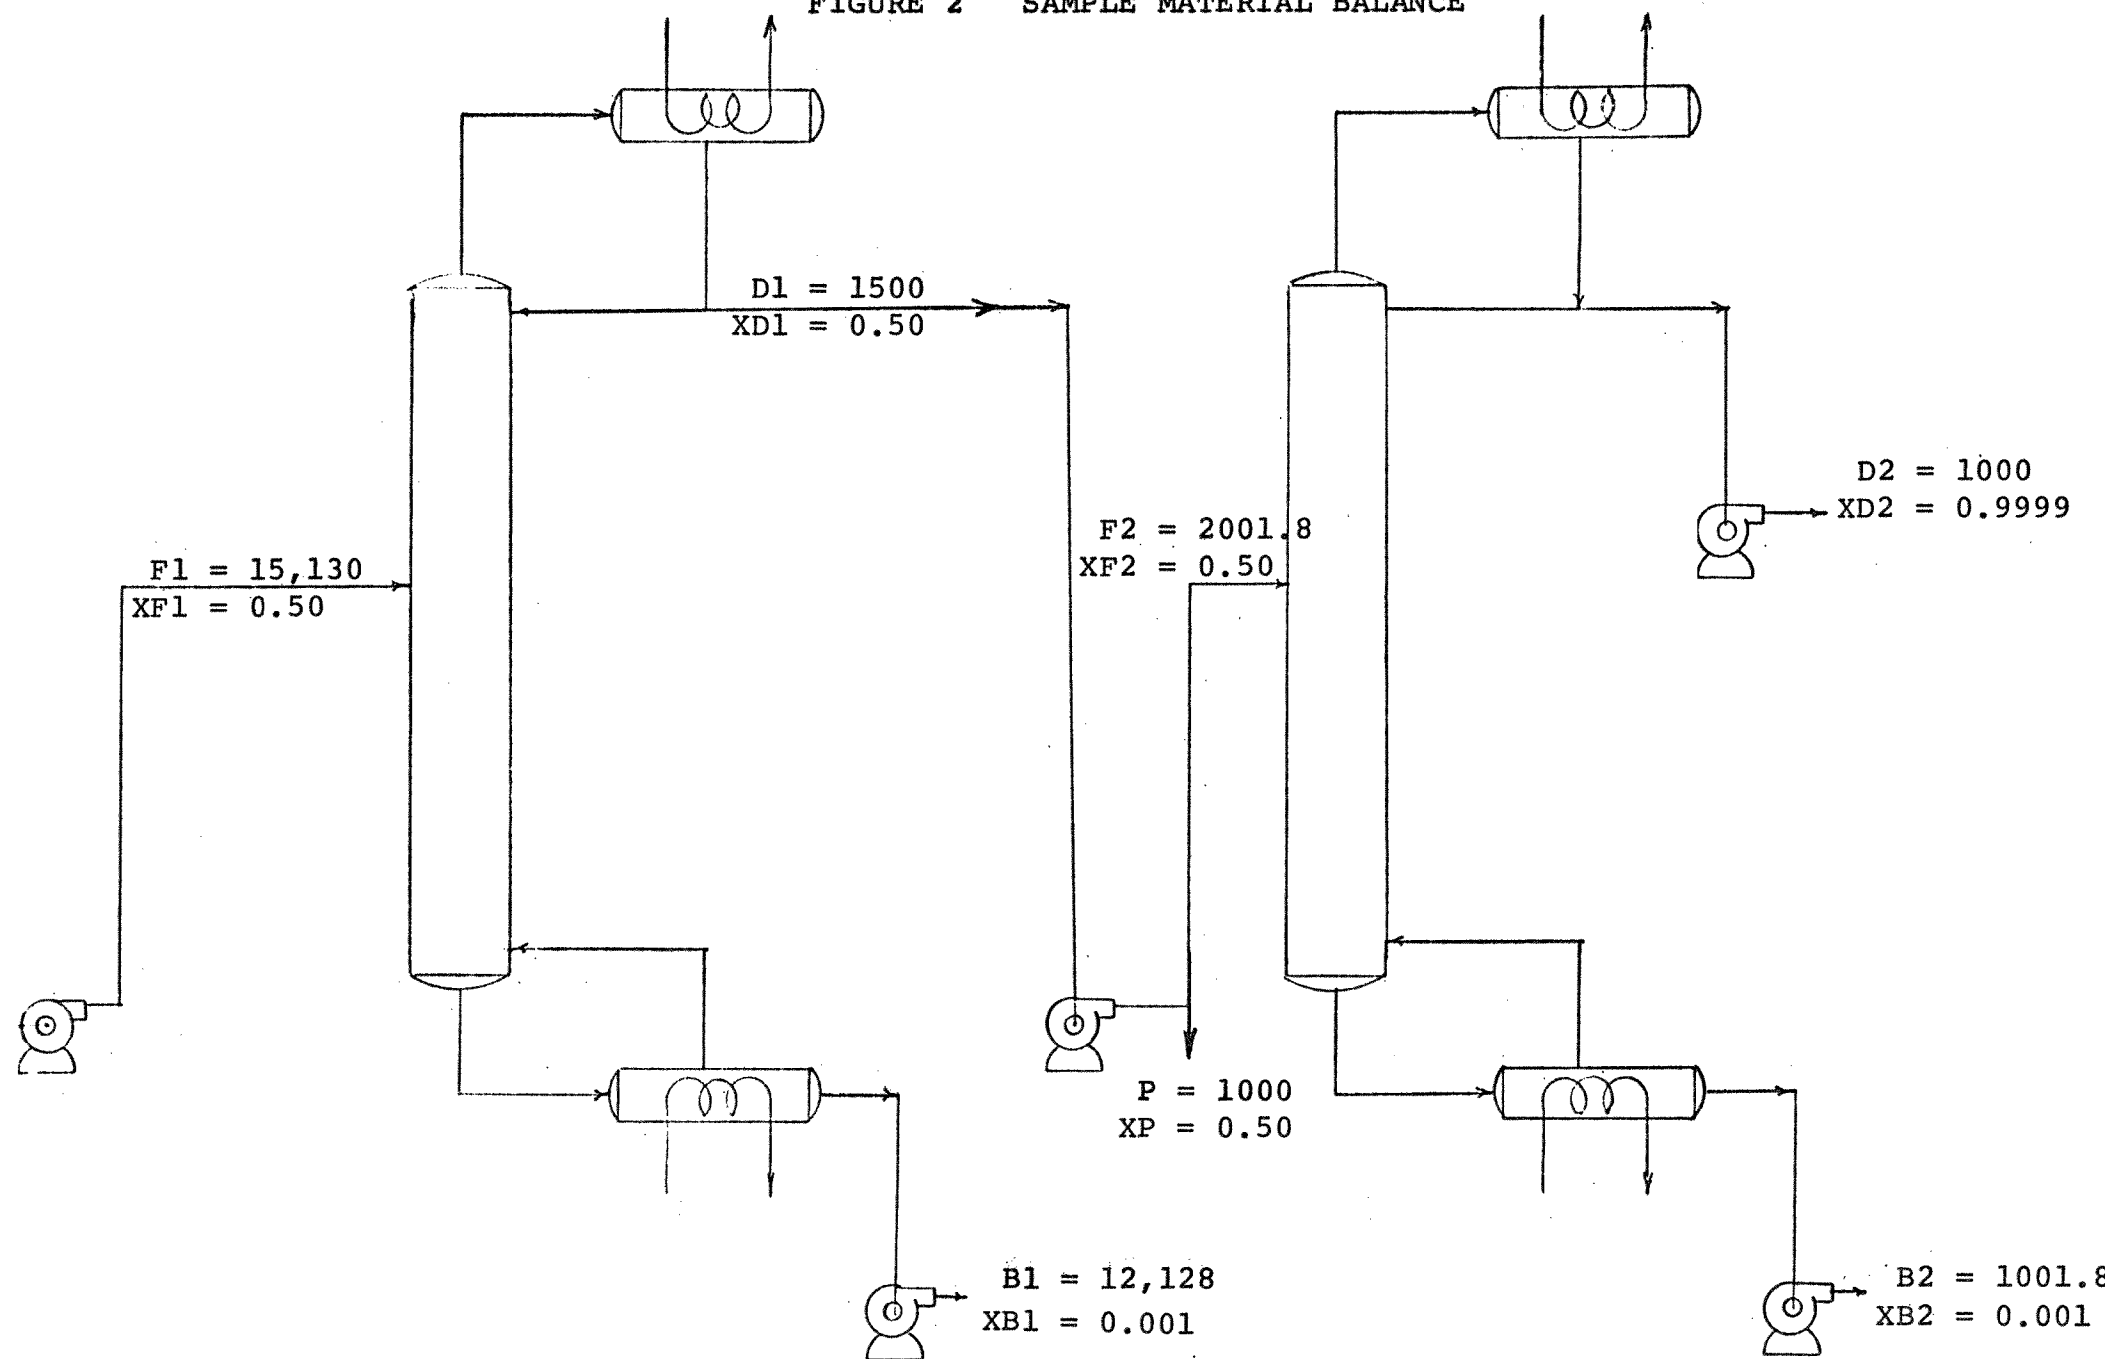 FIGURE 2 SAMPLE MATERIAL BALANCE
D1 = 1500
XD1 = 0.50
D2 = 1000
XD2 = 0.9999
F2 = 2001.8
XF2 = 0.50
F1 = 15,130
XF1 = 0.50
P = 1000
XP = 0.50
B1 = 12,128
XB1 = 0.001
B2 = 1001.8
XB2 = 0.001